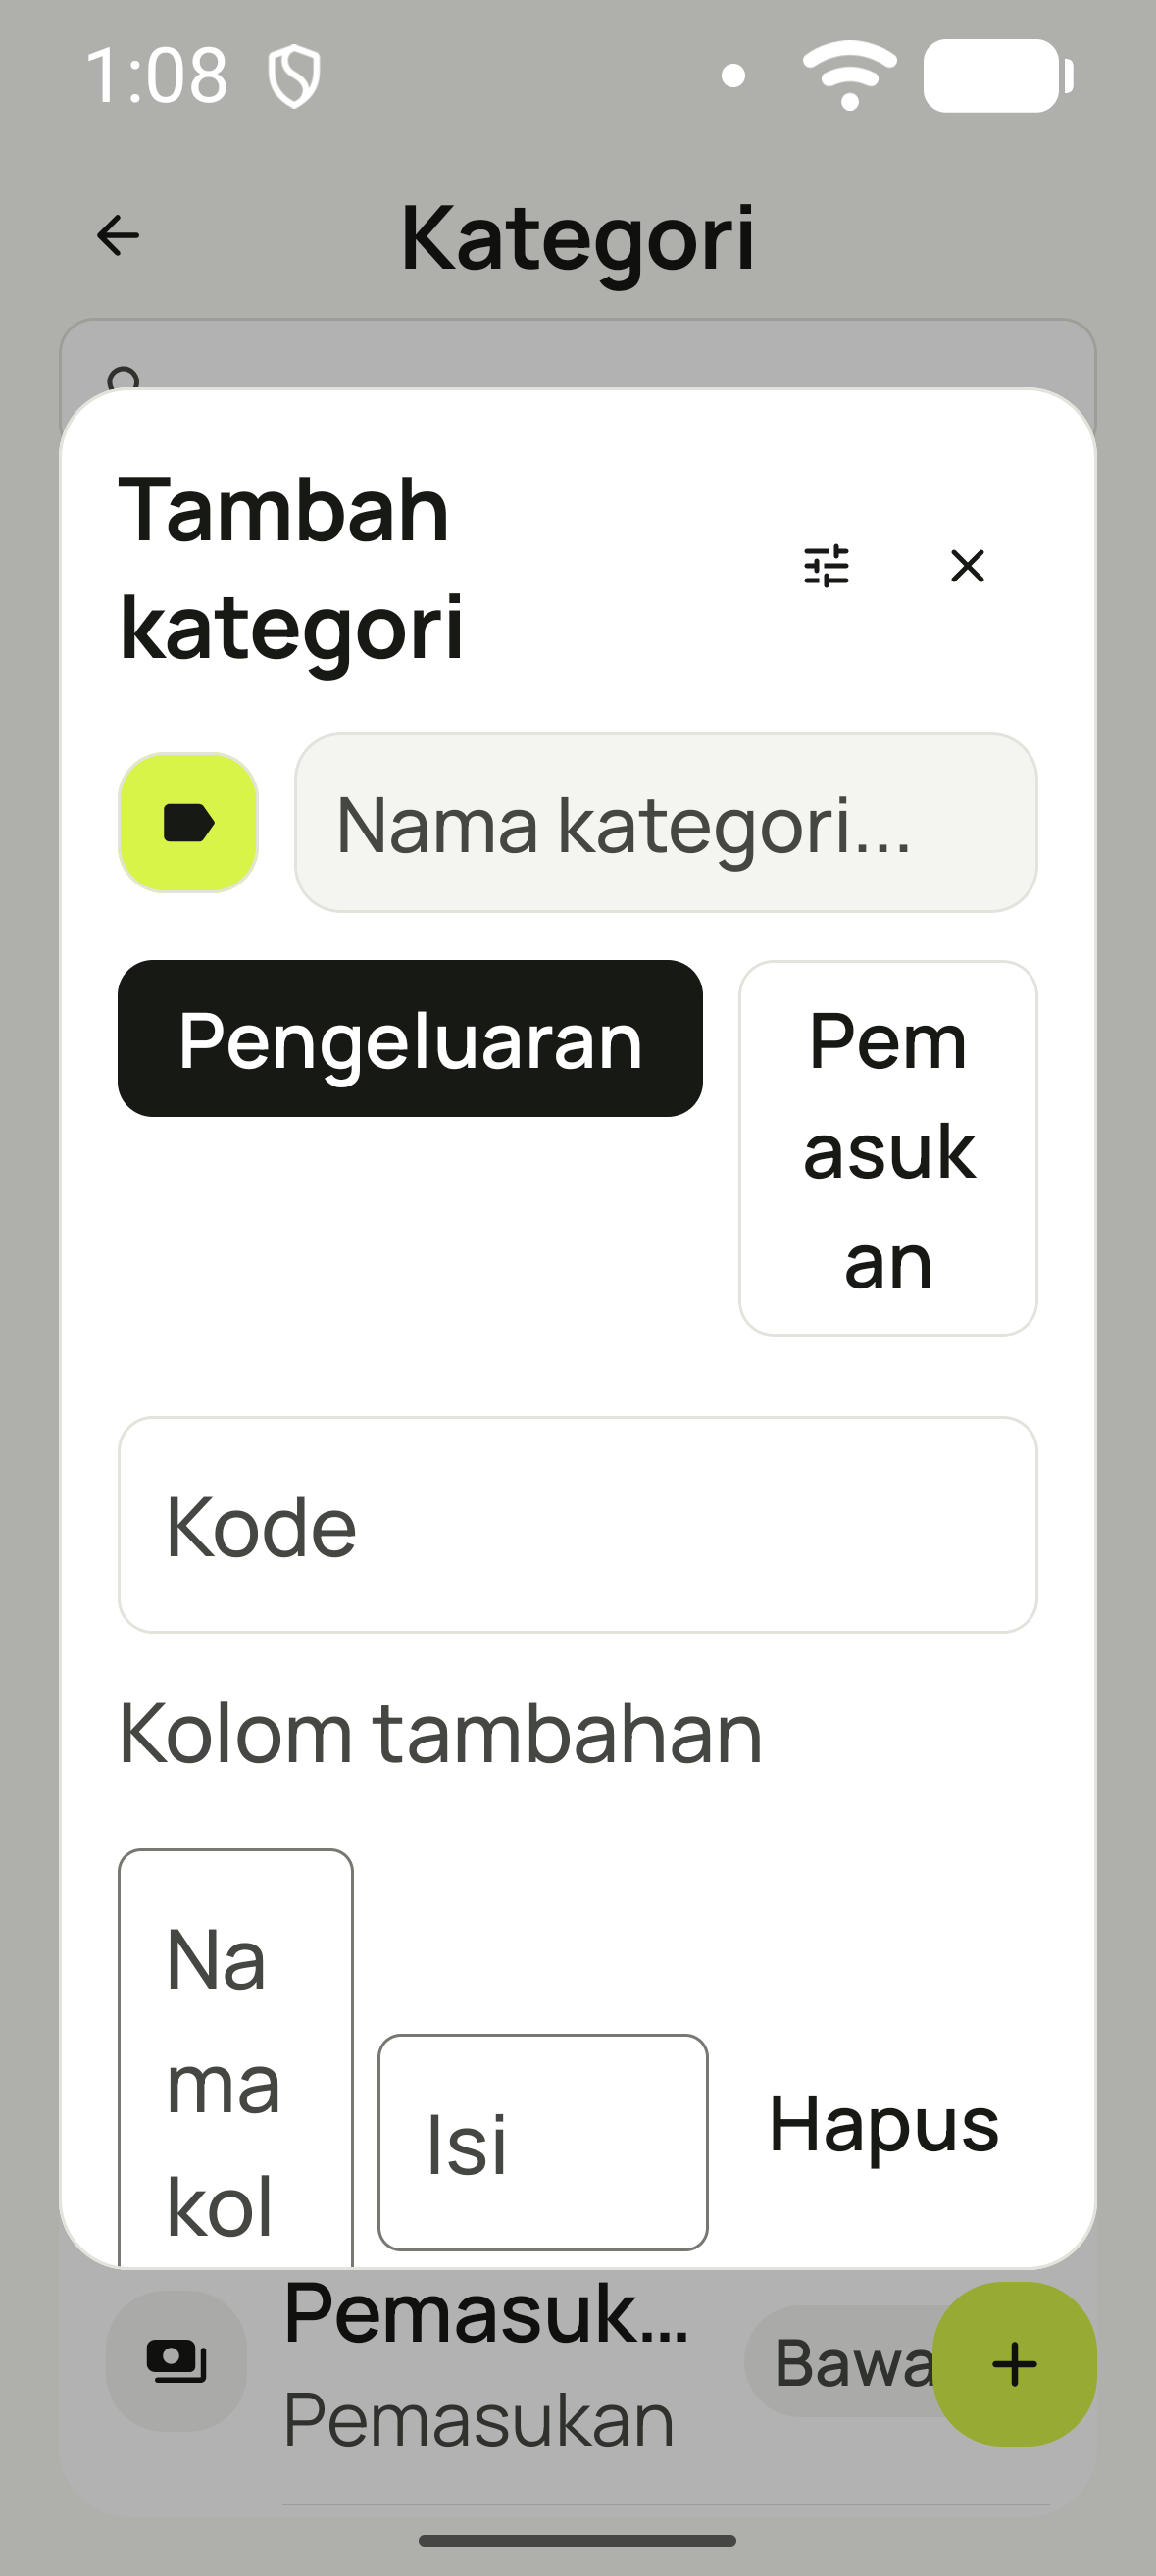 1:08
Kategori
Tambah
kategori
Nama kategori...
Pengeluaran
Pem
asuk
an
Kode
Kolom tambahan
Na
ma
kol
Isi
Hapus
Pemasuk...
Pemasukan
Bawa